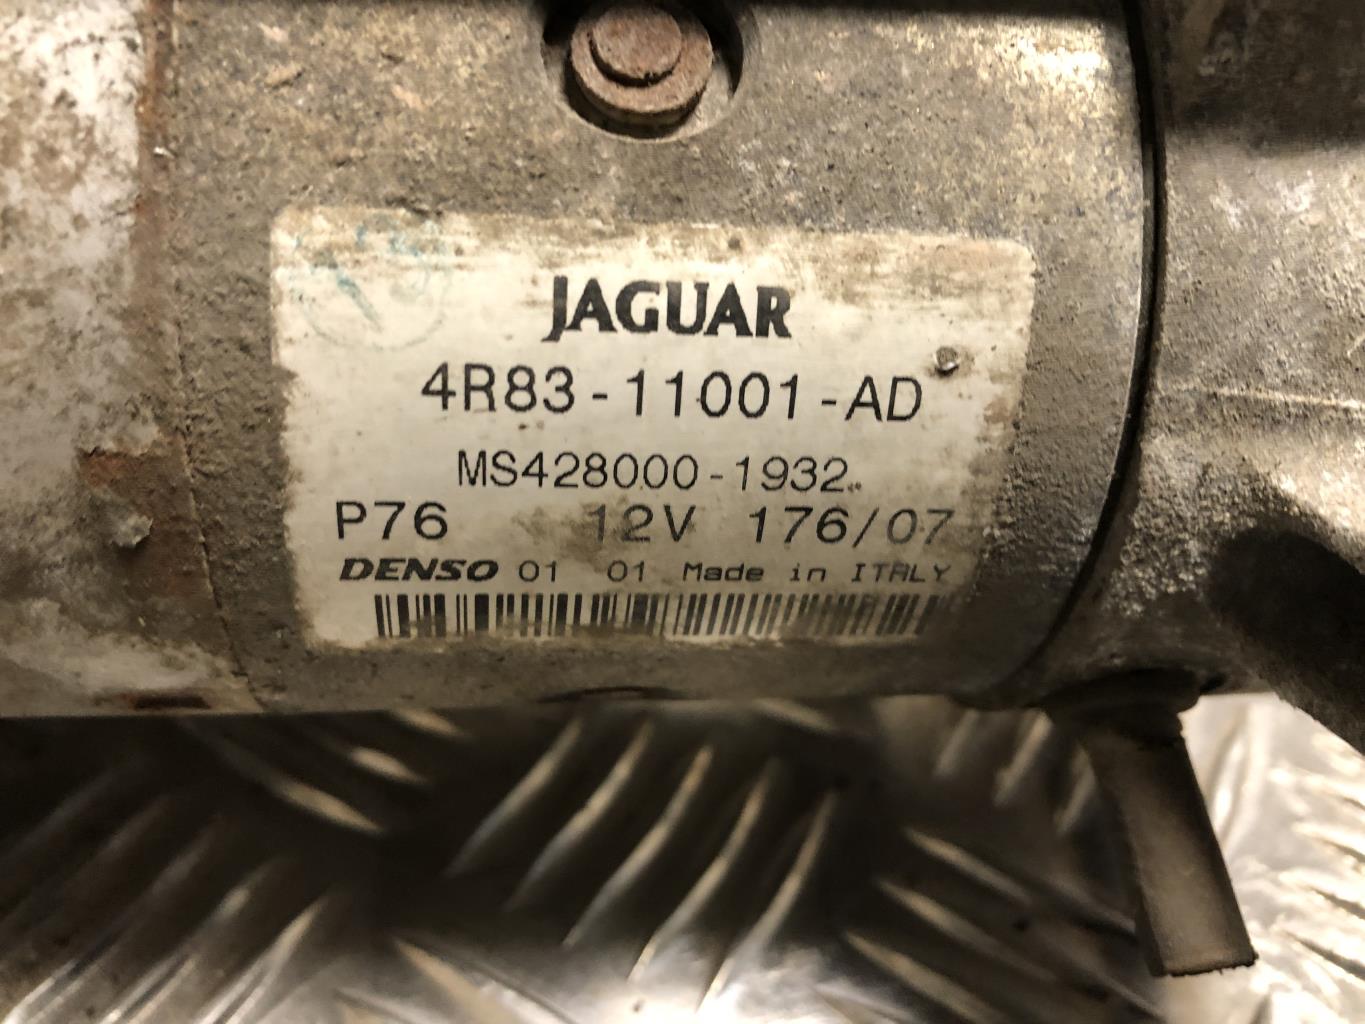 JAGUAR
4R83-11001-AD
MS428000-1932
P76 12V 176/07
DENSO 01 01 Made in ITALY